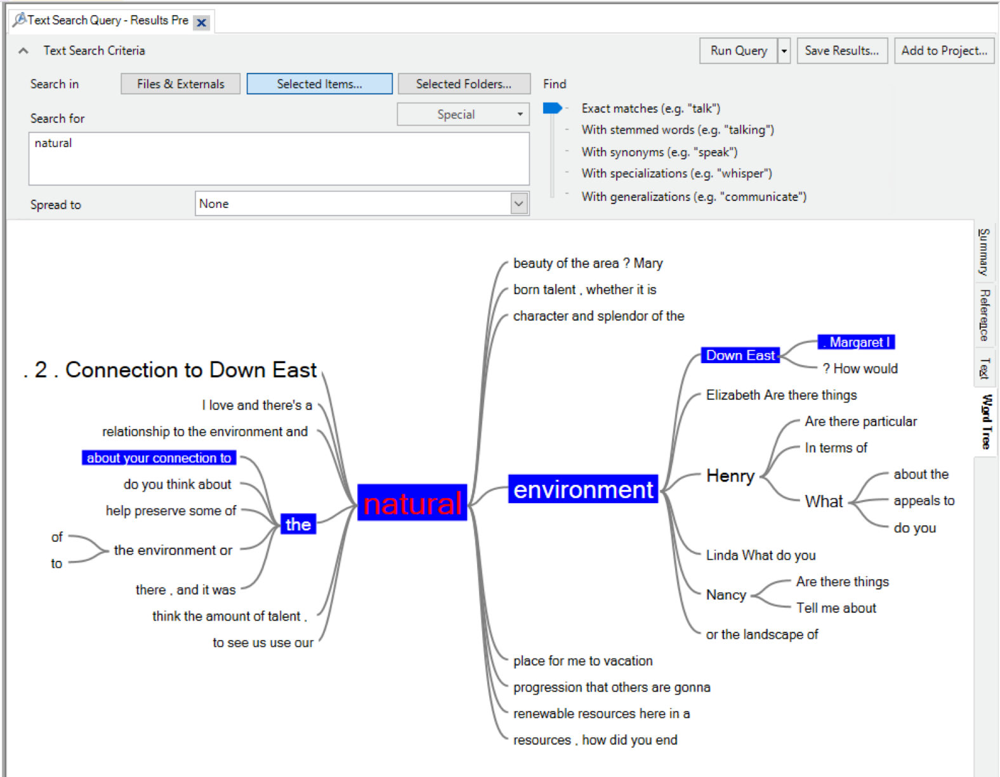 Text Search Query - Results Pre
Text Search Criteria
Run Query
Save Results...
Add to Project...
Search in
Files & Externals
Selected Items...
Selected Folders...
Find
Search for
Special
natural
Exact matches (e.g. "talk")
With stemmed words (e.g. "talking")
With synonyms (e.g. "speak")
With specializations (e.g. "whisper")
With generalizations (e.g. "communicate")
Spread to
None
Summary
Reference
Text
Word Tree
. 2 . Connection to Down East
I love and there's a
relationship to the environment and
about your connection to
do you think about
help preserve some of
of
to
the environment or
there , and it was
the
think the amount of talent ,
to see us use our
natural
beauty of the area ? Mary
born talent , whether it is
character and splendor of the
environment
Down East
. Margaret I
? How would
Elizabeth Are there things
Henry
Are there particular
In terms of
What
about the
appeals to
do you
Linda What do you
Nancy
Are there things
Tell me about
or the landscape of
place for me to vacation
progression that others are gonna
renewable resources here in a
resources , how did you end